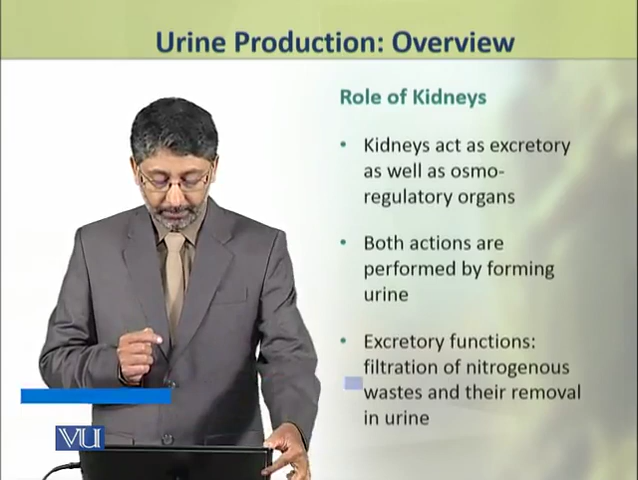 Urine Production: Overview
Role of Kidneys
• Kidneys act as excretory
as well as osmo-
regulatory organs
• Both actions are
performed by forming
urine
• Excretory functions:
filtration of nitrogenous
wastes and their removal
in urine
VU